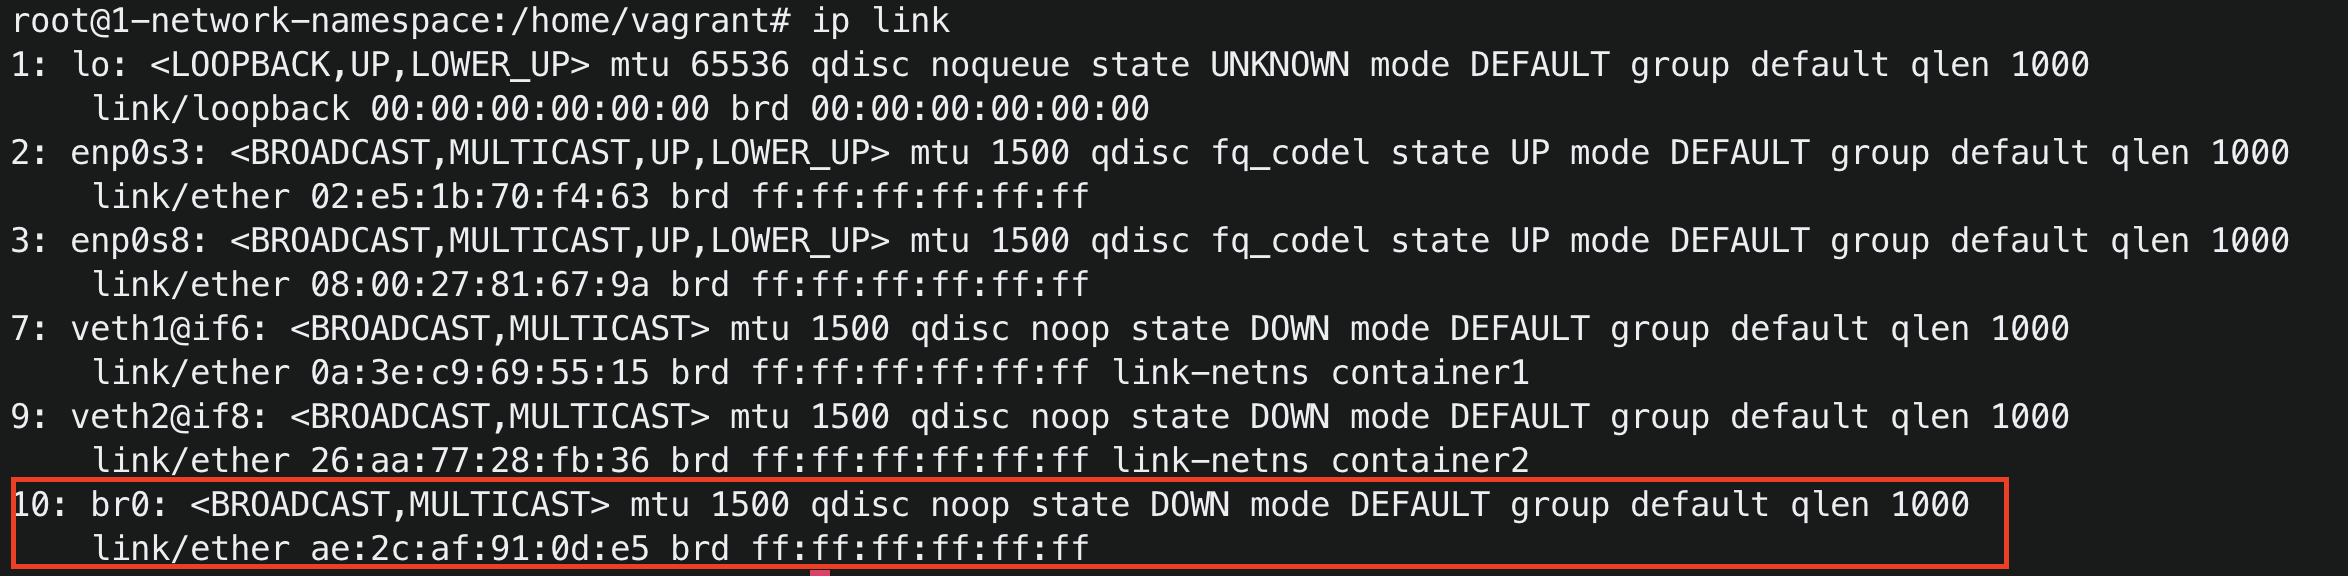 root@1-network-namespace:/home/vagrant# ip link
1: lo: <LOOPBACK,UP,LOWER_UP> mtu 65536 qdisc noqueue state UNKNOWN mode DEFAULT group default qlen 1000
    link/loopback 00:00:00:00:00:00 brd 00:00:00:00:00:00
2: enp0s3: <BROADCAST,MULTICAST,UP,LOWER_UP> mtu 1500 qdisc fq_codel state UP mode DEFAULT group default qlen 1000
    link/ether 02:e5:1b:70:f4:63 brd ff:ff:ff:ff:ff:ff
3: enp0s8: <BROADCAST,MULTICAST,UP,LOWER_UP> mtu 1500 qdisc fq_codel state UP mode DEFAULT group default qlen 1000
    link/ether 08:00:27:81:67:9a brd ff:ff:ff:ff:ff:ff
7: veth1@if6: <BROADCAST,MULTICAST> mtu 1500 qdisc noop state DOWN mode DEFAULT group default qlen 1000
    link/ether 0a:3e:c9:69:55:15 brd ff:ff:ff:ff:ff:ff link-netns container1
9: veth2@if8: <BROADCAST,MULTICAST> mtu 1500 qdisc noop state DOWN mode DEFAULT group default qlen 1000
    link/ether 26:aa:77:28:fb:36 brd ff:ff:ff:ff:ff:ff link-netns container2
10: br0: <BROADCAST,MULTICAST> mtu 1500 qdisc noop state DOWN mode DEFAULT group default qlen 1000
    link/ether ae:2c:af:91:0d:e5 brd ff:ff:ff:ff:ff:ff